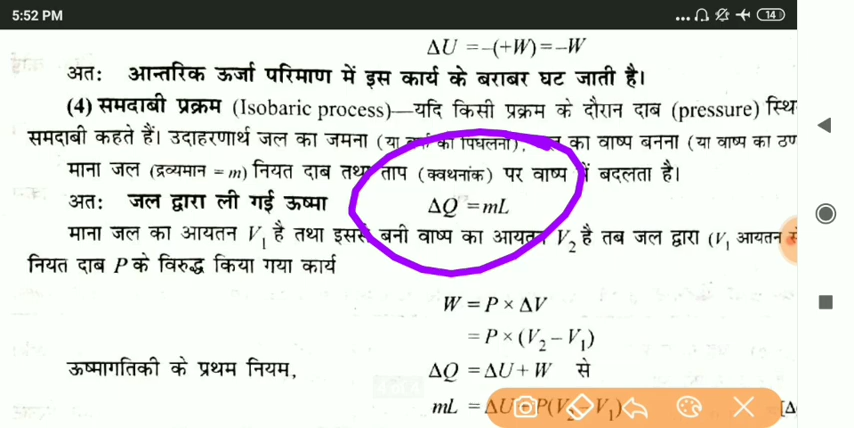 5:52 PM
14
ΔU = –(+W) = –W
अतः आन्तरिक ऊर्जा परिमाण में इस कार्य के बराबर घट जाती है।
(4) समदाबी प्रक्रम (Isobaric process)—यदि किसी प्रक्रम के दौरान दाब (pressure)
समदाबी कहते हैं। उदाहरणार्थ जल का जमना (या का पिघलना), का वाष्प बनना (या वाष्प का
माना जल (द्रव्यमान = m) नियत दाब तथा ताप (क्वथनांक) पर वाष्प में बदलता है।
अतः जल द्वारा ली गई ऊष्मा ΔQ = mL
माना जल का आयतन V₁ है तथा इससे बनी वाष्प का आयतन V₂ है तब जल द्वारा (V₁ आयतन
नियत दाब P के विरुद्ध किया गया कार्य
W = P × ΔV
= P × (V₂ – V₁)
ऊष्मागतिकी के प्रथम नियम, ΔQ = ΔU + W से
mL = ΔU P(V – V₁)